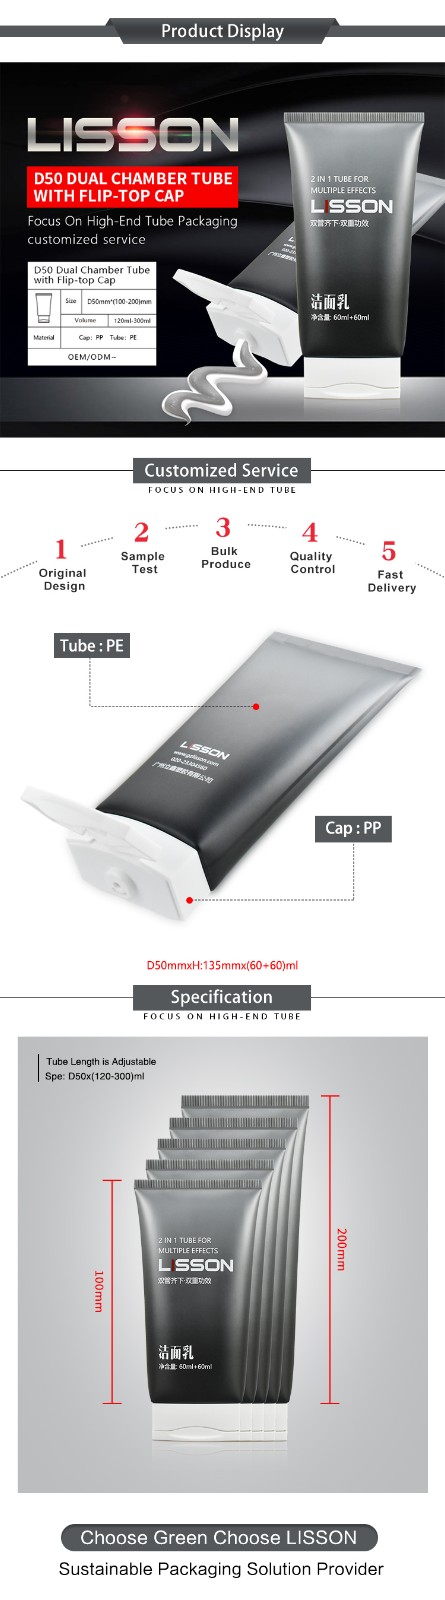 Product Display
LISSON
D50 DUAL CHAMBER TUBE
WITH FLIP-TOP CAP
Focus On High-End Tube Packaging
customized service
D50 Dual Chamber Tube
with Flip-top Cap
Size D50mm*(100-200)mm
Volume 120ml-300ml
Material Cap: PP Tube: PE
OEM/ODM~
2 IN 1 TUBE FOR
MULTIPLE EFFECTS
LISSON
双管齐下·双重功效
洁面乳
净含量: 60ml+60ml
Customized Service
FOCUS ON HIGH-END TUBE
1
Original
Design
2
Sample
Test
3
Bulk
Produce
4
Quality
Control
5
Fast
Delivery
Tube : PE
LISSON
Cap : PP
D50mmxH:135mmx(60+60)ml
Specification
FOCUS ON HIGH-END TUBE
Tube Length is Adjustable
Spe: D50x(120-300)ml
200mm
100mm
2 IN 1 TUBE FOR
MULTIPLE EFFECTS
LISSON
双管齐下·双重功效
洁面乳
净含量: 60ml+60ml
Choose Green Choose LISSON
Sustainable Packaging Solution Provider